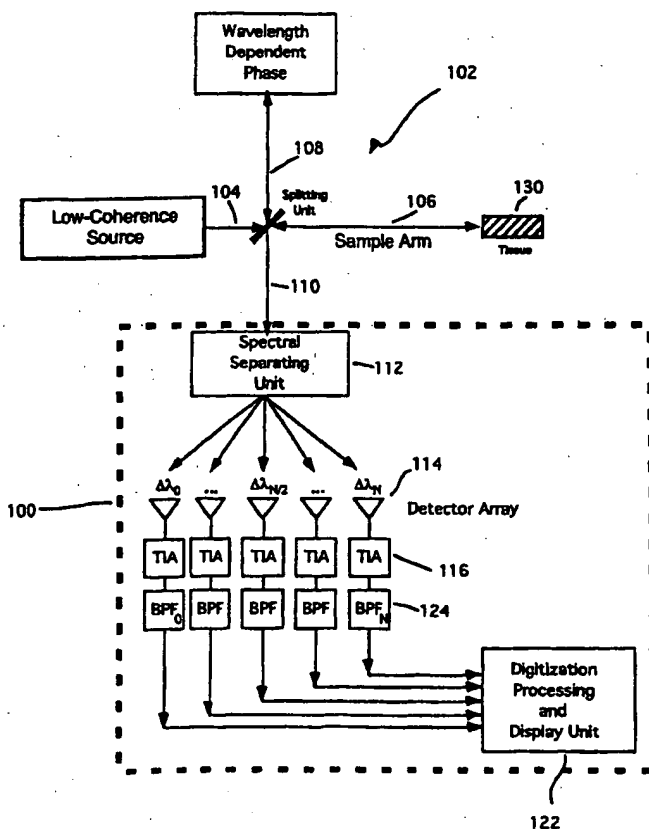 Wavelength
Dependent
Phase
102
108
104
Splitting
Unit
106
130
Low-Coherence
Source
Sample Arm
Tissue
110
Spectral
Separating
Unit
112
Δλ0 ... ΔλN/2 ... ΔλN
114
100
Detector Array
TIA TIA TIA TIA TIA
116
BPF0 BPF BPF BPF BPFN
124
Digitization
Processing
and
Display Unit
122